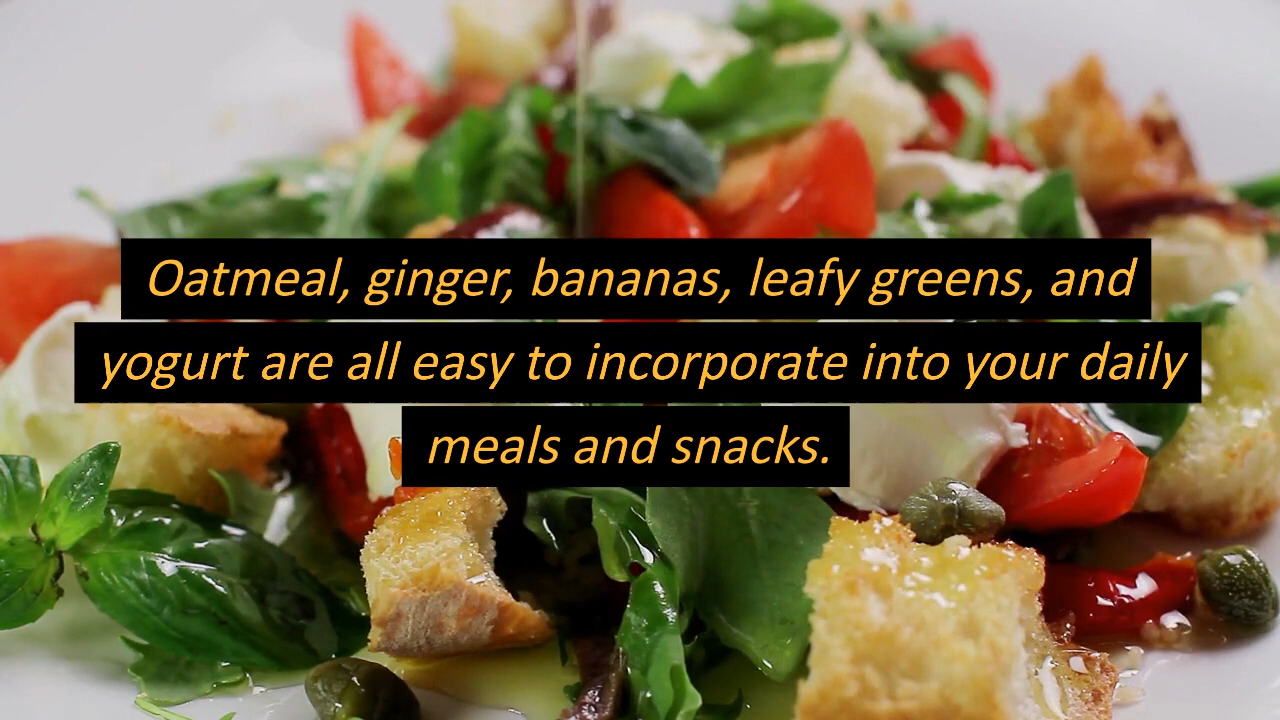 Oatmeal, ginger, bananas, leafy greens, and
yogurt are all easy to incorporate into your daily
meals and snacks.